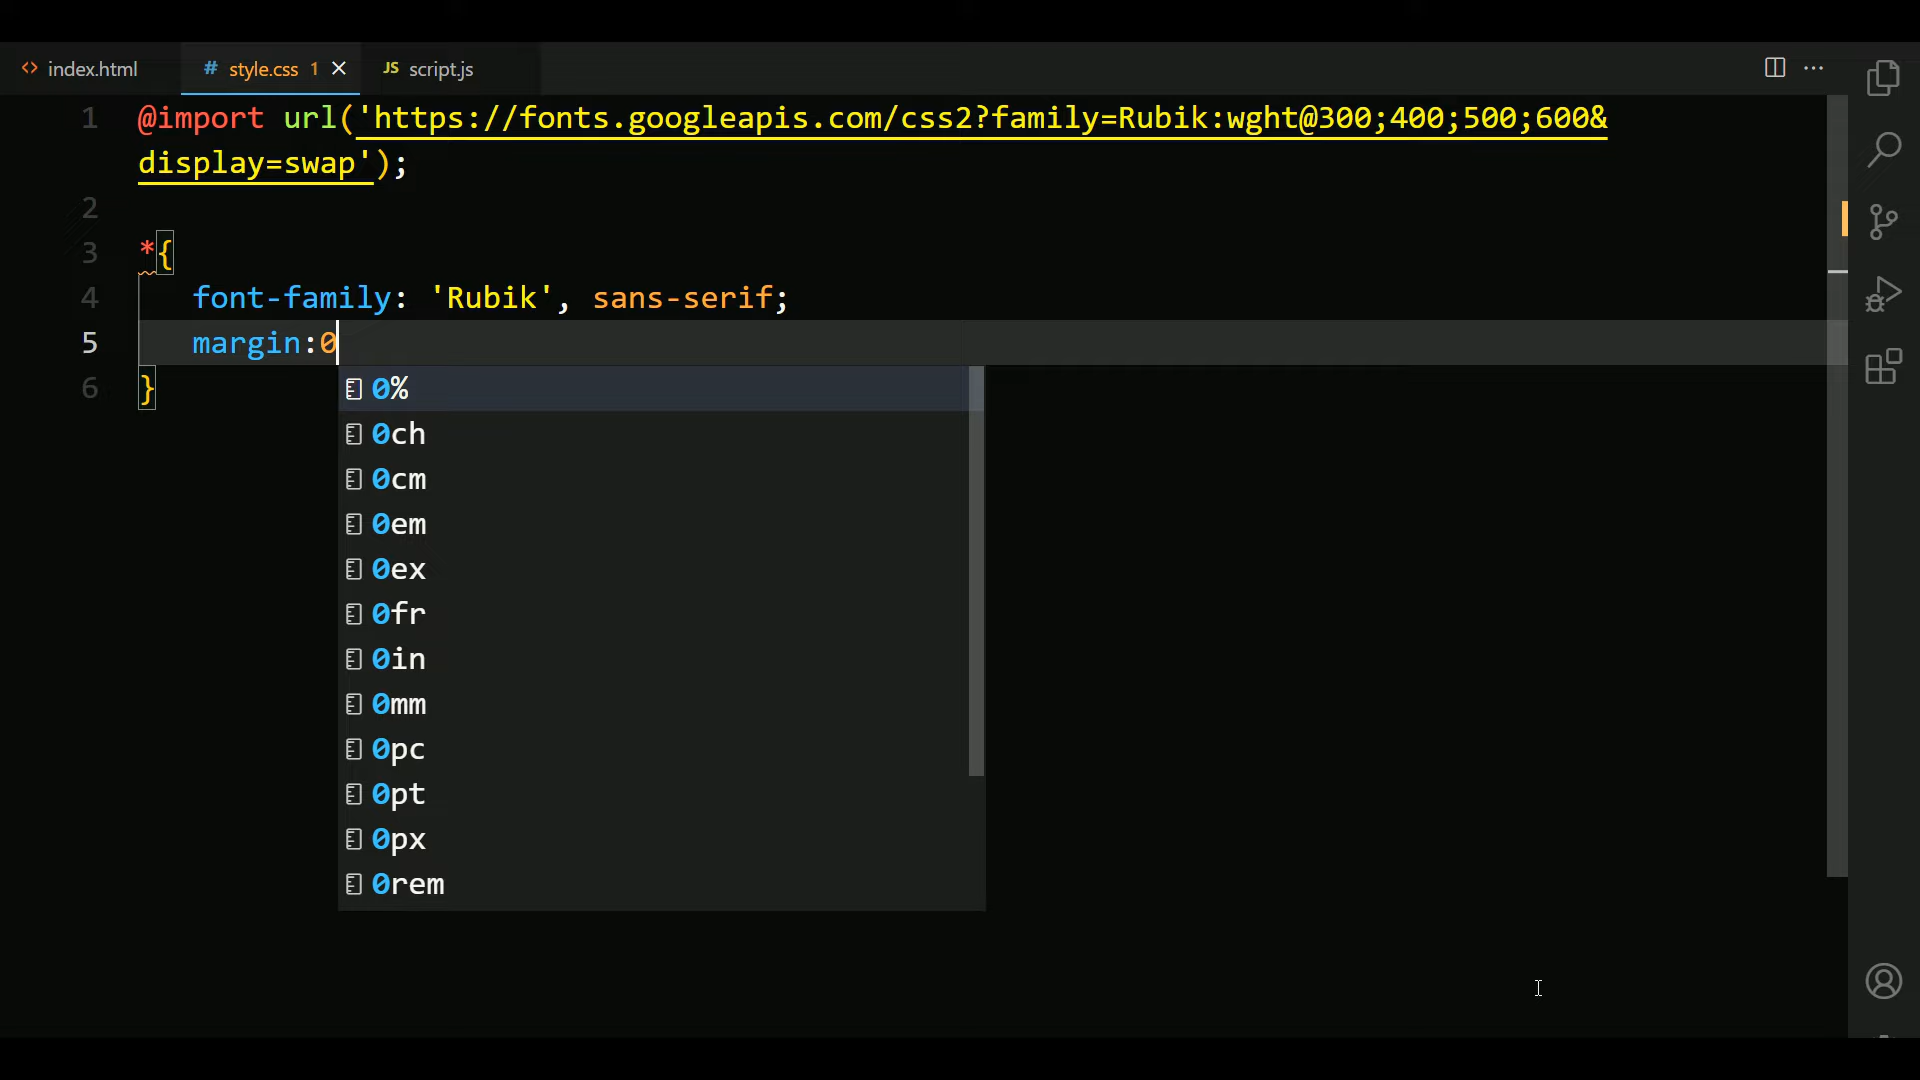 index.html
# style.css 1
JS script.js
1 @import url('https://fonts.googleapis.com/css2?family=Rubik:wght@300;400;500;600&
display=swap');
2
3 *{
4 font-family: 'Rubik', sans-serif;
5 margin:0
6 }
0%
0ch
0cm
0em
0ex
0fr
0in
0mm
0pc
0pt
0px
0rem